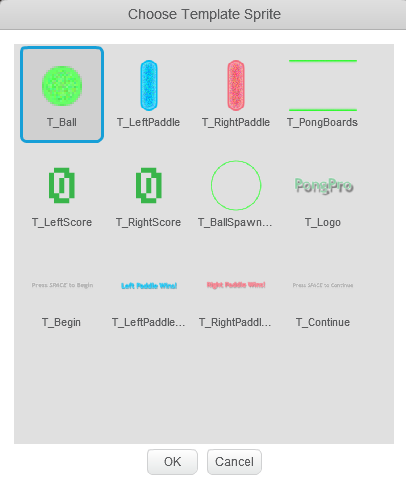 Choose Template Sprite
T_Ball
T_LeftPaddle
T_RightPaddle
T_PongBoards
0
0
PongPro
T_LeftScore
T_RightScore
T_BallSpawn...
T_Logo
Press SPACE to Begin
Left Paddle Wins!
Right Paddle Wins!
Press SPACE to Continue
T_Begin
T_LeftPaddle...
T_RightPaddl...
T_Continue
OK
Cancel